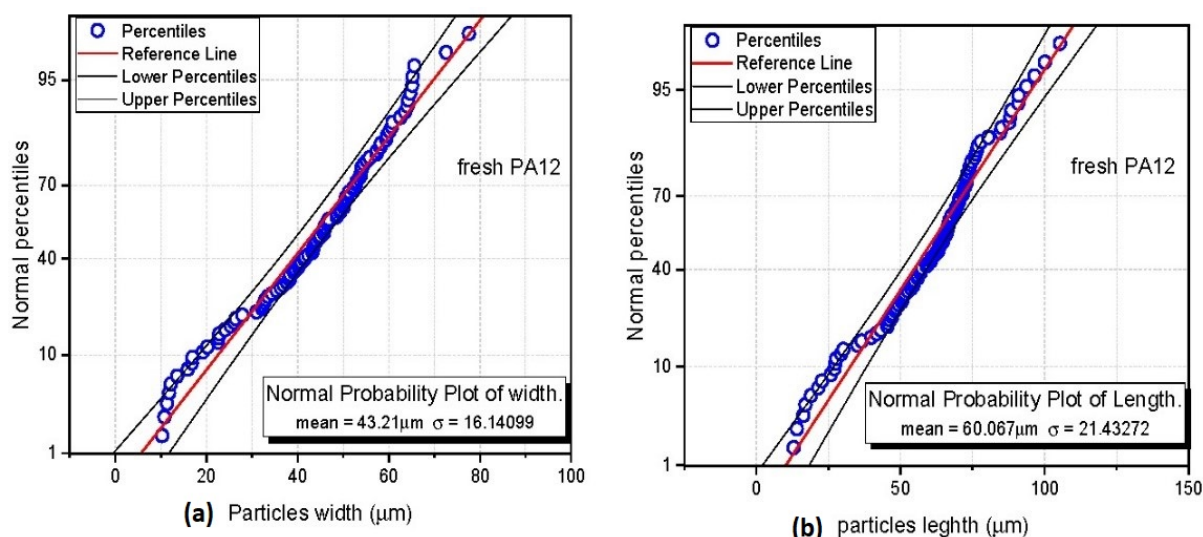 Percentiles
Reference Line
Lower Percentiles
Upper Percentiles
95
70
40
10
1
Normal percentiles
fresh PA12
Normal Probability Plot of width.
mean = 43.21μm σ = 16.14099
0 20 40 60 80 100
(a) Particles width (μm)
Percentiles
Reference Line
Lower Percentiles
Upper Percentiles
95
70
40
10
1
Normal percentiles
fresh PA12
Normal Probability Plot of Length.
mean = 60.067μm σ = 21.43272
0 50 100 150
(b) particles leghth (μm)